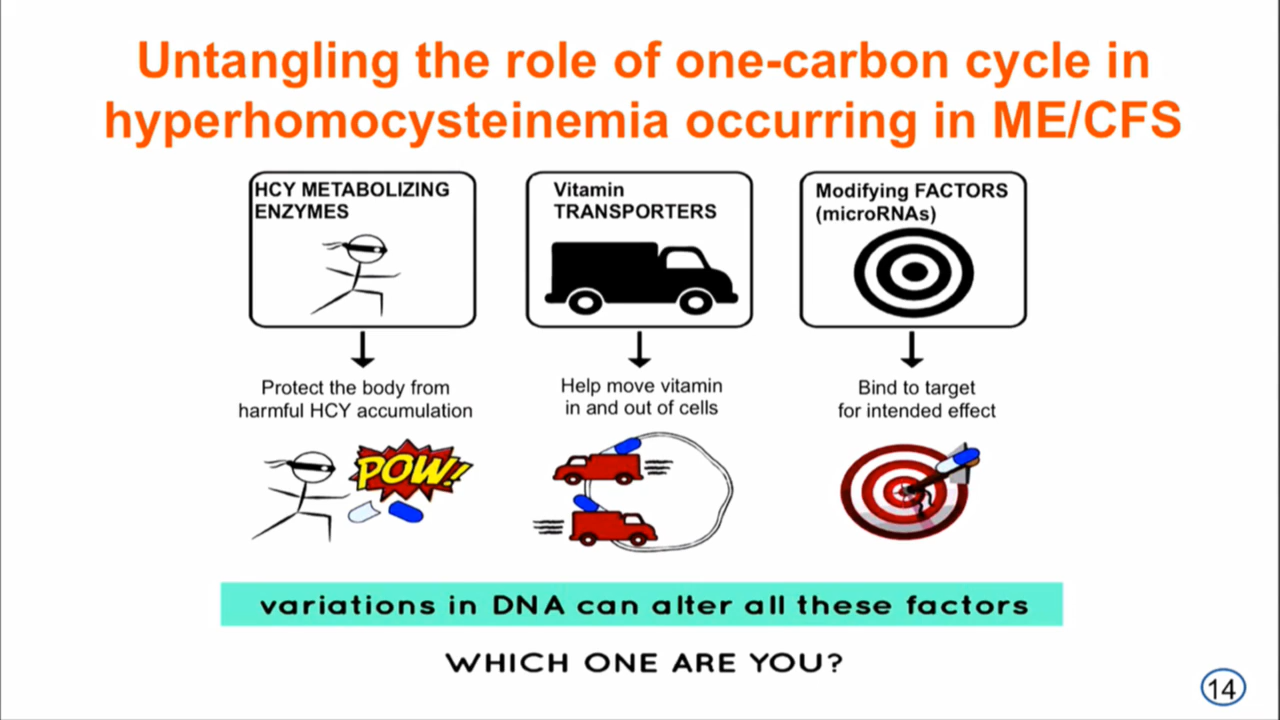 Untangling the role of one-carbon cycle in
hyperhomocysteinemia occurring in ME/CFS
HCY METABOLIZING
ENZYMES
Vitamin
TRANSPORTERS
Modifying FACTORS
(microRNAs)
Protect the body from
harmful HCY accumulation
Help move vitamin
in and out of cells
Bind to target
for intended effect
POW!
variations in DNA can alter all these factors
WHICH ONE ARE YOU?
14